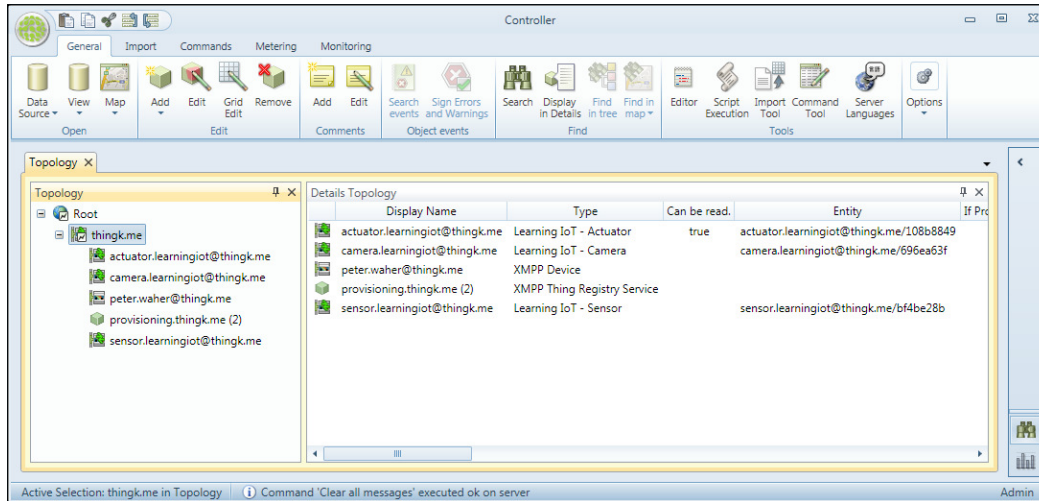 Controller
General Import Commands Metering Monitoring
Data Source View Map Add Edit Grid Edit Remove Add Edit Search events Sign Errors and Warnings Search Display in Details Find in tree Find in map Editor Script Execution Import Tool Command Tool Server Languages Options
Open Edit Comments Object events Find Tools
Topology
Topology Details Topology
Display Name Type Can be read. Entity If Pro
Root
thingk.me
actuator.learningiot@thingk.me
camera.learningiot@thingk.me
peter.waher@thingk.me
provisioning.thingk.me (2)
sensor.learningiot@thingk.me
actuator.learningiot@thingk.me Learning IoT - Actuator true actuator.learningiot@thingk.me/108b8849
camera.learningiot@thingk.me Learning IoT - Camera camera.learningiot@thingk.me/696ea63f
peter.waher@thingk.me XMPP Device
provisioning.thingk.me (2) XMPP Thing Registry Service
sensor.learningiot@thingk.me Learning IoT - Sensor sensor.learningiot@thingk.me/bf4be28b
Active Selection: thingk.me in Topology Command 'Clear all messages' executed ok on server Admin